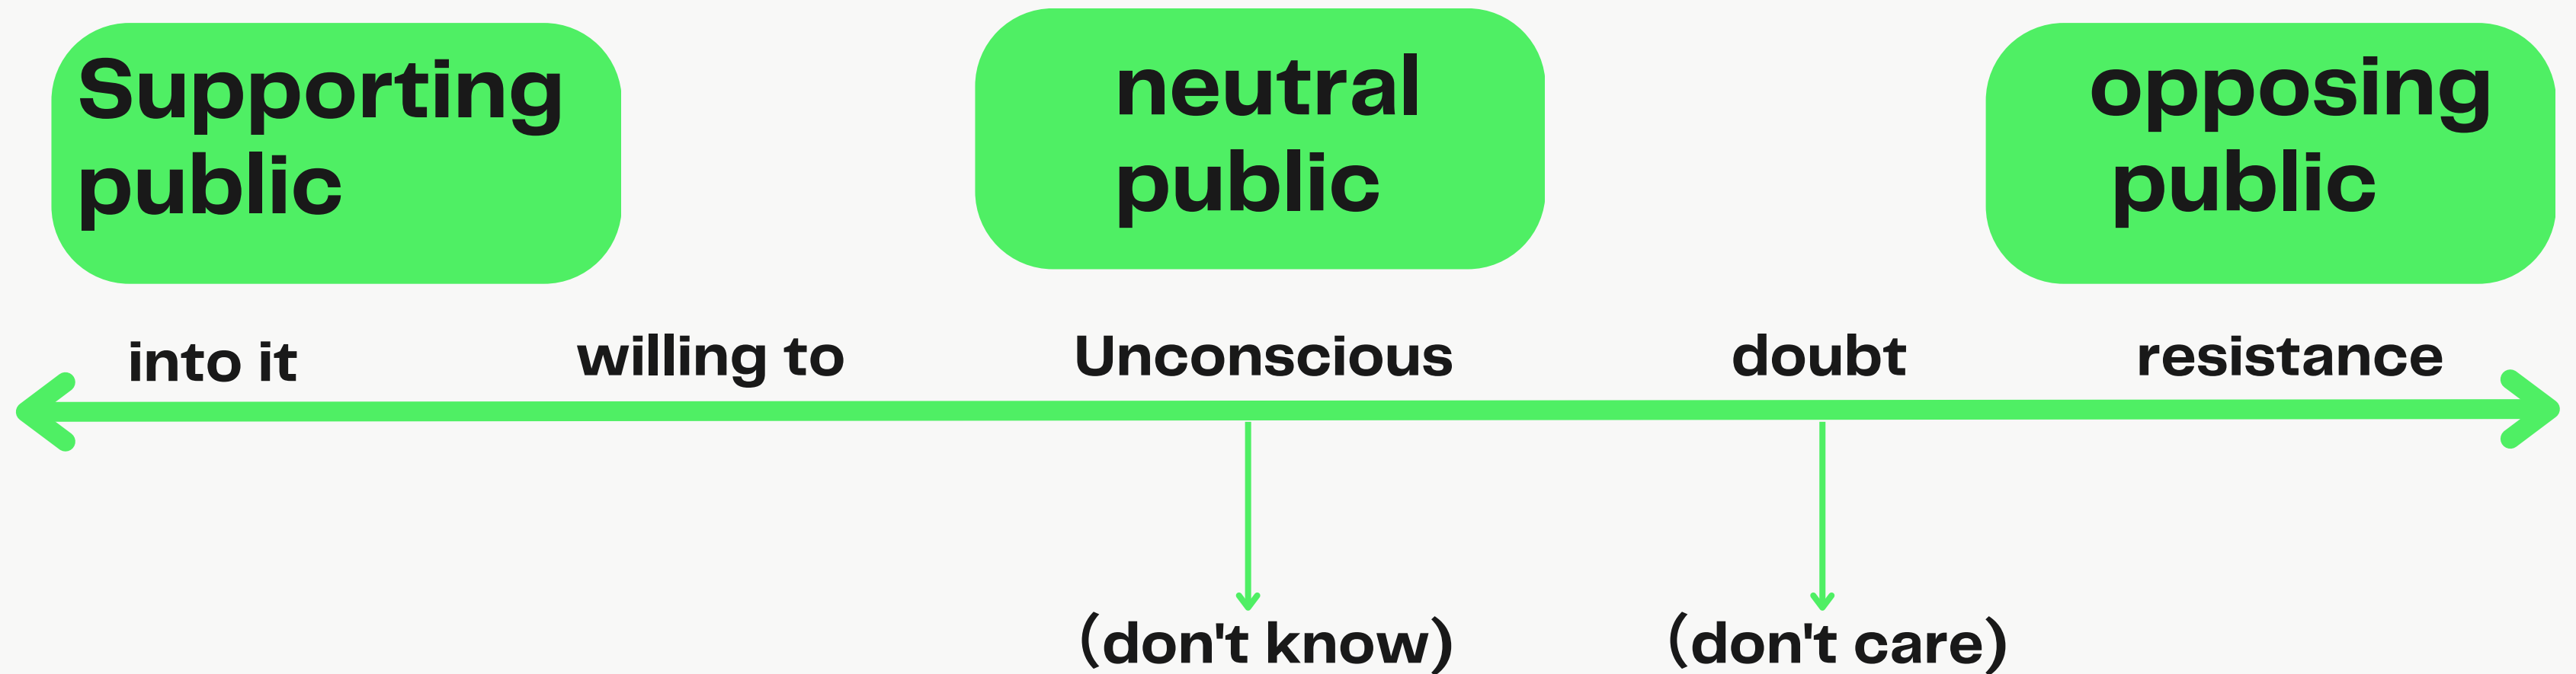 Supporting
public
neutral
public
opposing
public
into it
willing to
Unconscious
doubt
resistance
(don't know)
(don't care)